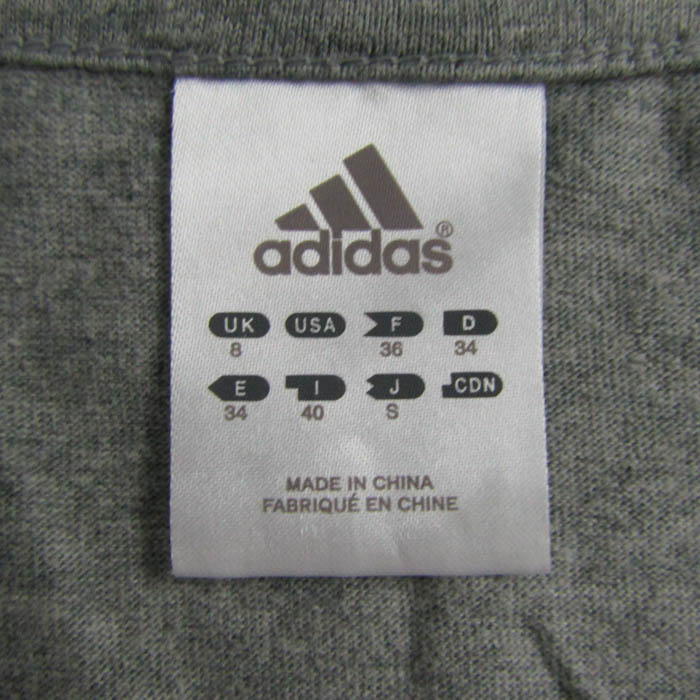 adidas®
UK USA F D
8 36 34
E I J CDN
34 40 S
MADE IN CHINA
FABRIQUÉ EN CHINE